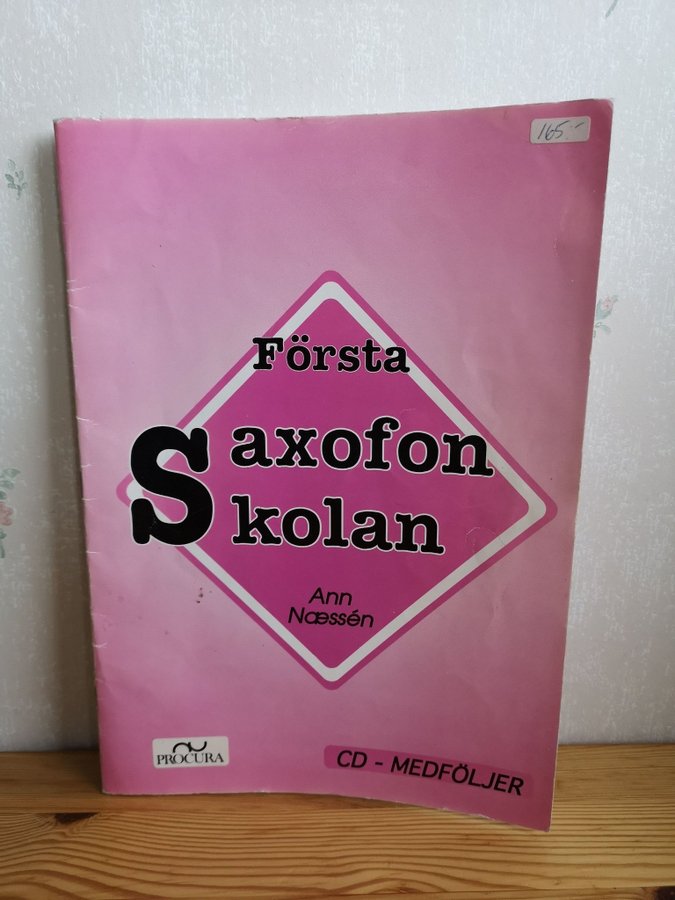 165:-
Första
Saxofon
Skolan
Ann
Næssén
PROCURA
CD - MEDFÖLJER